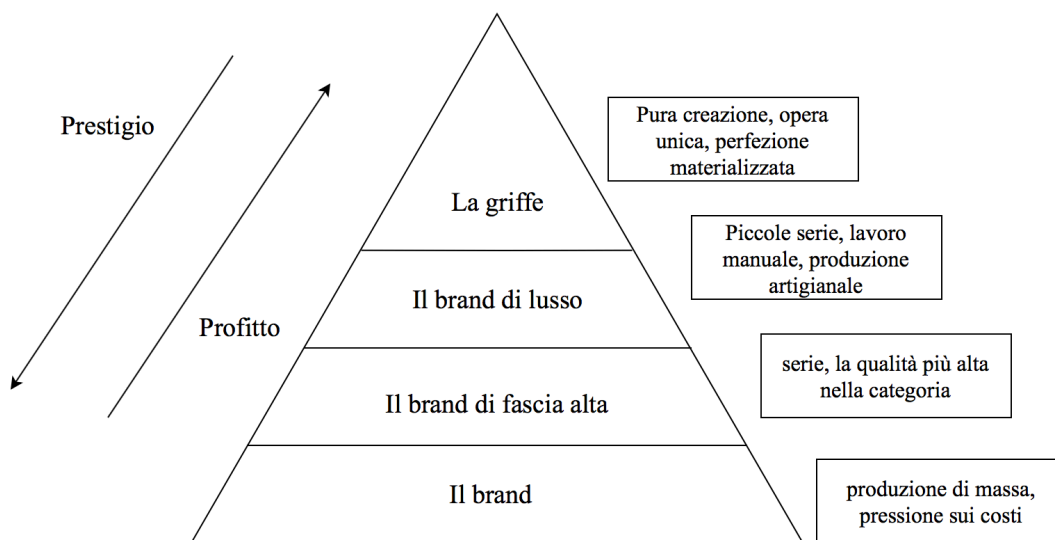 Pura creazione, opera
unica, perfezione
materializzata
Prestigio
La griffe
Piccole serie, lavoro
manuale, produzione
artigianale
Il brand di lusso
Profitto
serie, la qualità più alta
nella categoria
Il brand di fascia alta
Il brand
produzione di massa,
pressione sui costi